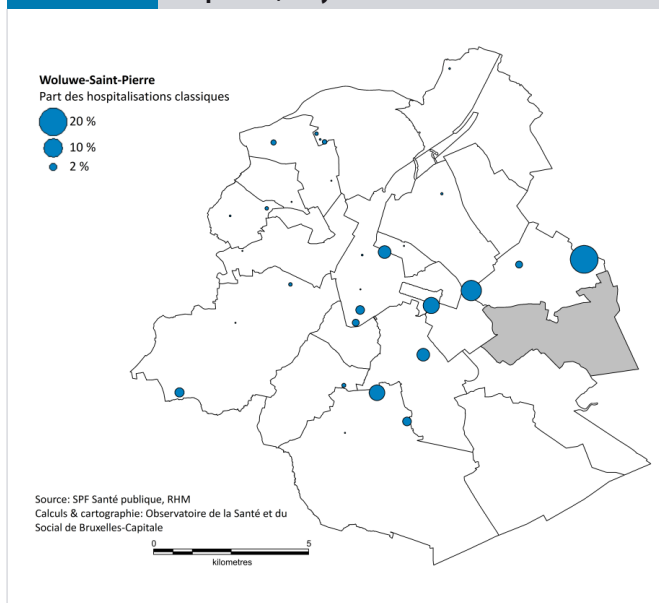 Woluwe-Saint-Pierre
Part des hospitalisations classiques
20 %
10 %
2 %
Source: SPF Santé publique, RHM
Calculs & cartographie: Observatoire de la Santé et du
Social de Bruxelles-Capitale
0 5
kilometres